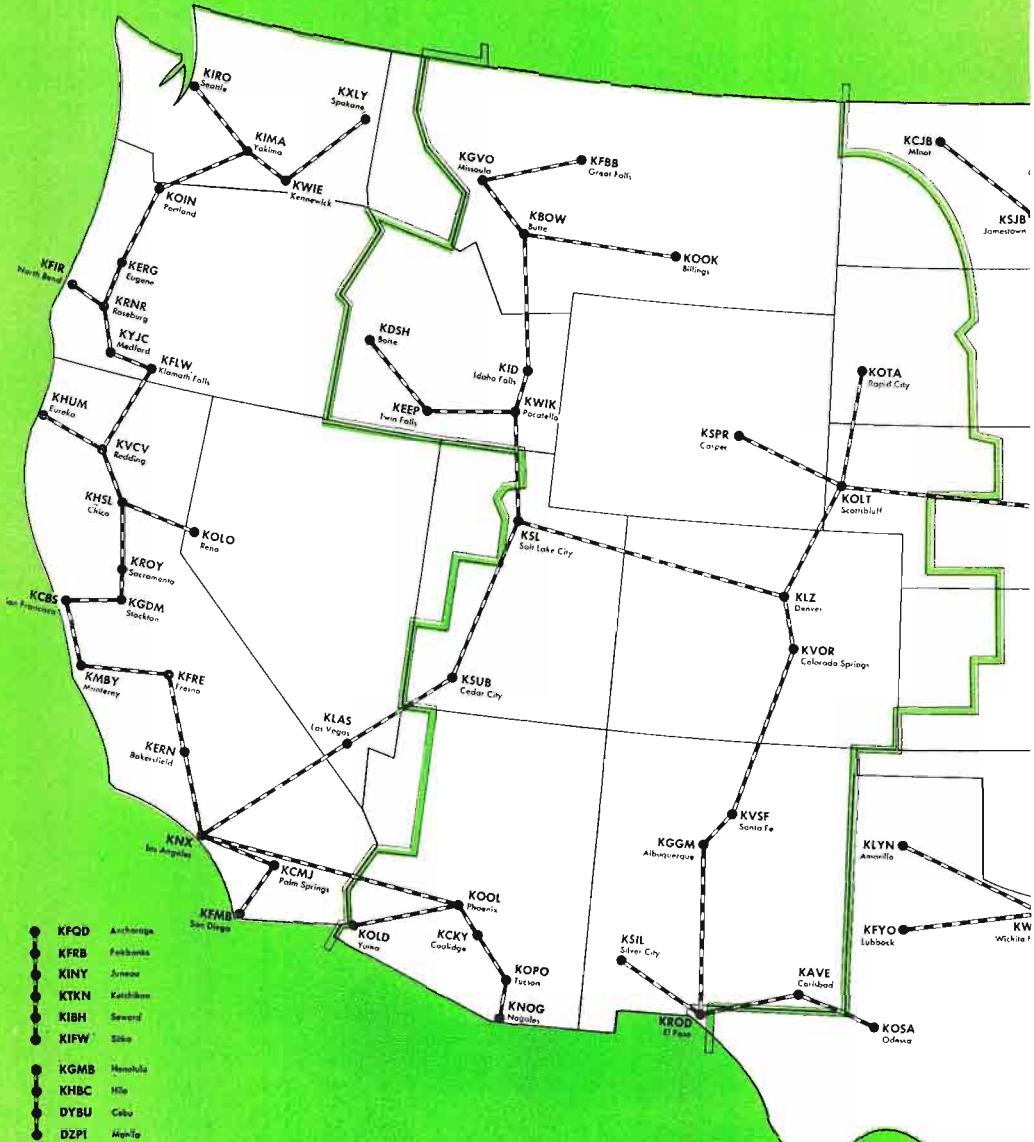 KIRO
Seattle
KXLY
Spokane
KIMA
Yakima
KWIE
Kennewick
KOIN
Portland
KGVO
Missoula
KFBB
Great Falls
KBOW
Butte
KOOK
Billings
KCJB
Minot
KSJB
Jamestown
KFIR
North Bend
KERG
Eugene
KRNR
Roseburg
KYJC
Medford
KFLW
Klamath Falls
KDSH
Boise
KID
Idaho Falls
KEEP
Twin Falls
KWIK
Pocatello
KOTA
Rapid City
KSPR
Casper
KOLT
Scottsbluff
KHUM
Eureka
KVCV
Redding
KHSL
Chico
KOLO
Reno
KSL
Salt Lake City
KROY
Sacramento
KCBS
San Francisco
KGDM
Stockton
KLZ
Denver
KVOR
Colorado Springs
KMBY
Monterey
KFRE
Fresno
KSUB
Cedar City
KLAS
Las Vegas
KERN
Bakersfield
KNX
Los Angeles
KVSF
Santa Fe
KGGM
Albuquerque
KLYN
Amarillo
KCMJ
Palm Springs
KFMB
San Diego
KOOL
Phoenix
KOLD
Yuma
KCKY
Coolidge
KFYO
Lubbock
KW
Wichita F
KSIL
Silver City
KOPO
Tucson
KAVE
Carlsbad
KNOG
Nogales
KROD
El Paso
KOSA
Odessa
KFQD Anchorage
KFRB Fairbanks
KINY Juneau
KTKN Ketchikan
KIBH Seward
KIFW Sitka
KGMB Honolulu
KHBC Hilo
DYBU Cebu
DZPI Manila